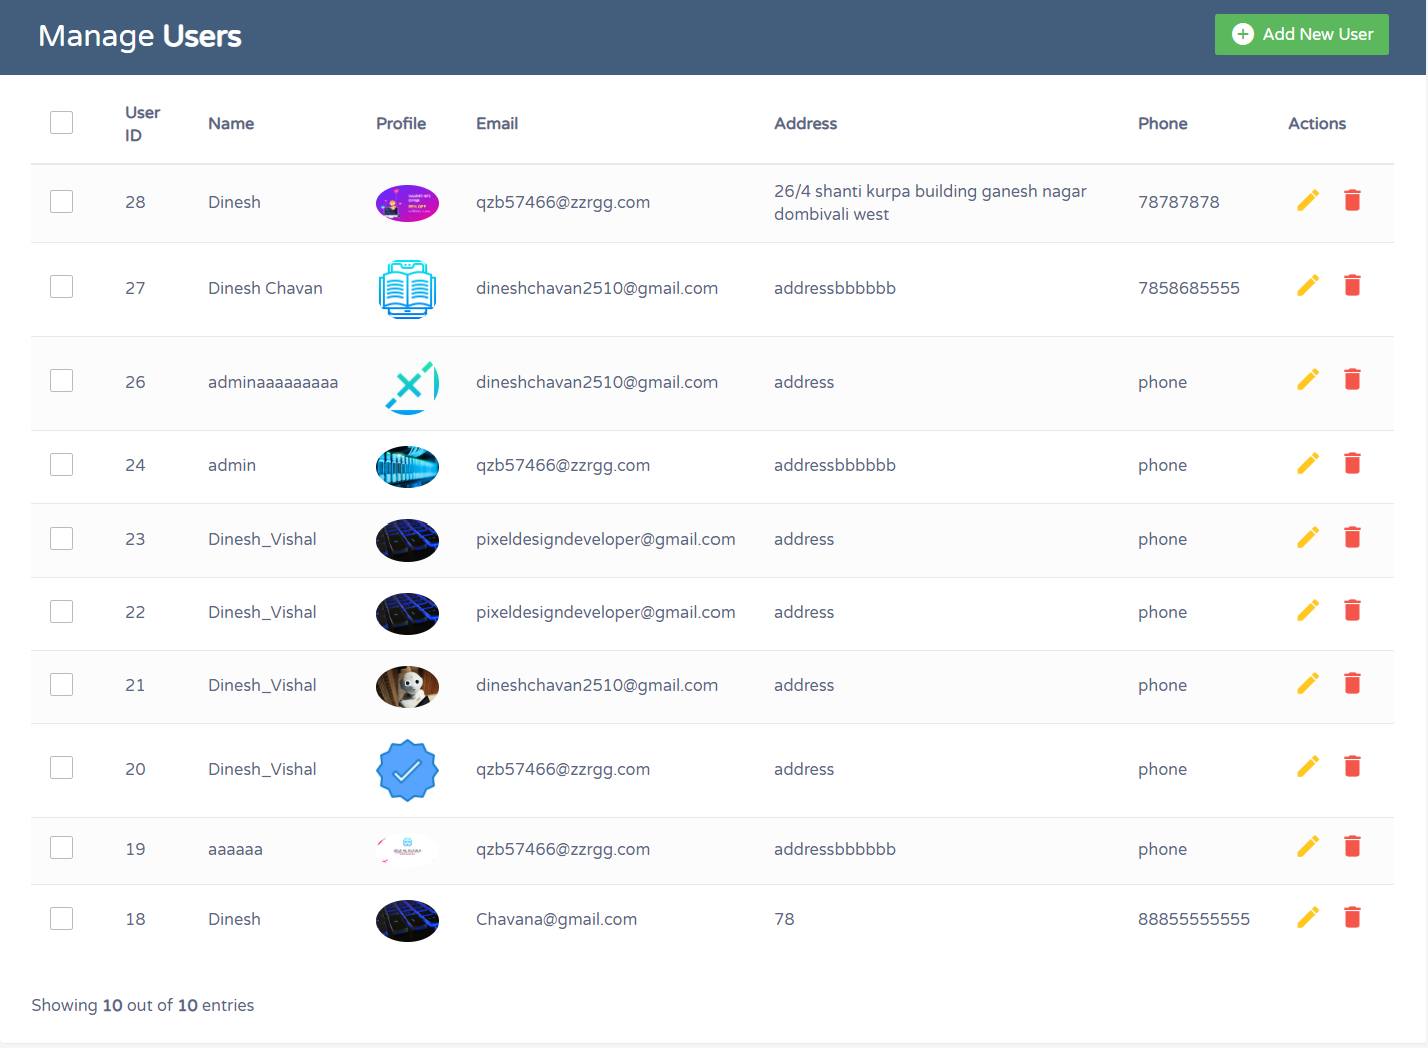 Manage Users
Add New User
User ID Name Profile Email Address Phone Actions
28 Dinesh qzb57466@zzrgg.com 26/4 shanti kurpa building ganesh nagar dombivali west 78787878
27 Dinesh Chavan dineshchavan2510@gmail.com addressbbbbbb 7858685555
26 adminaaaaaaaaa dineshchavan2510@gmail.com address phone
24 admin qzb57466@zzrgg.com addressbbbbbb phone
23 Dinesh_Vishal pixeldesigndeveloper@gmail.com address phone
22 Dinesh_Vishal pixeldesigndeveloper@gmail.com address phone
21 Dinesh_Vishal dineshchavan2510@gmail.com address phone
20 Dinesh_Vishal qzb57466@zzrgg.com address phone
19 aaaaaa qzb57466@zzrgg.com addressbbbbbb phone
18 Dinesh Chavana@gmail.com 78 88855555555
Showing 10 out of 10 entries